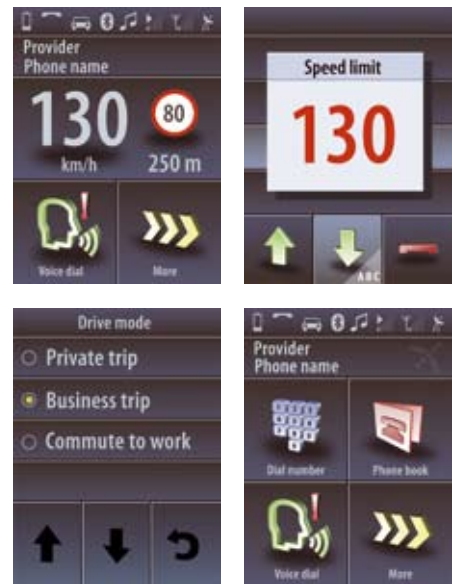 Provider
Phone name
130
80
km/h
250 m
Voice dial
More
Speed limit
130
ABC
Drive mode
Private trip
Business trip
Commute to work
Provider
Phone name
Dial number
Phone book
Voice dial
More